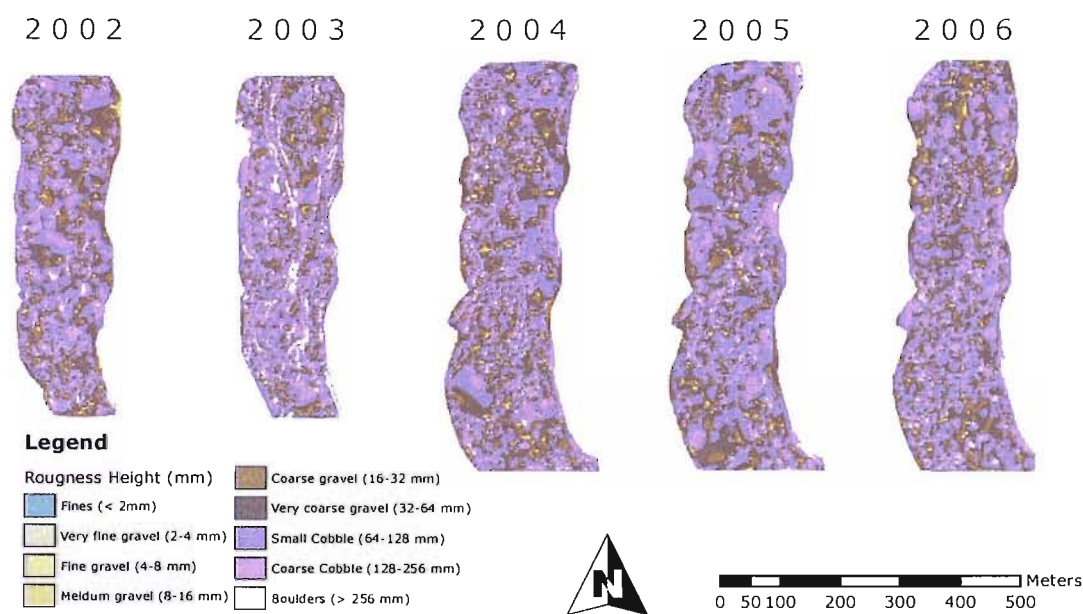 2002 2003 2004 2005 2006
Legend
Rougness Height (mm)
Fines (< 2mm)
Very fine gravel (2-4 mm)
Fine gravel (4-8 mm)
Meidum gravel (8-16 mm)
Coarse gravel (16-32 mm)
Very coarse gravel (32-64 mm)
Small Cobble (64-128 mm)
Coarse Cobble (128-256 mm)
Boulders (> 256 mm)
N
Meters
0 50 100 200 300 400 500